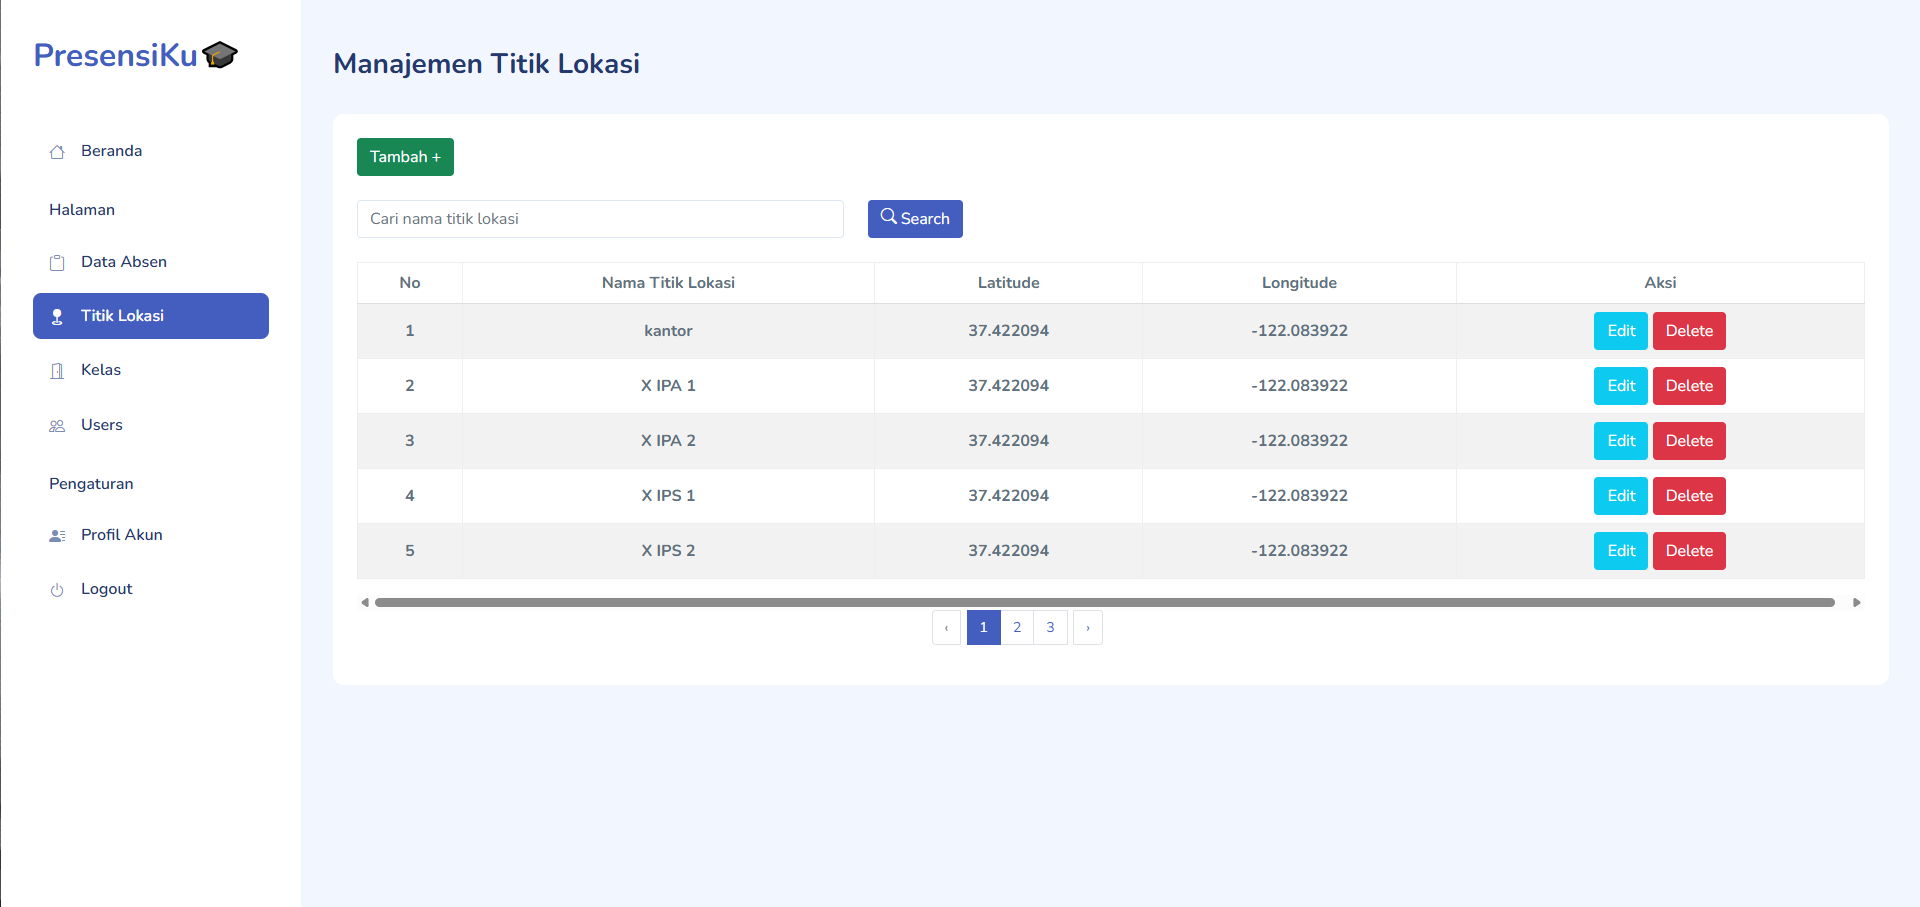 PresensiKu
Beranda
Halaman
Data Absen
Titik Lokasi
Kelas
Users
Pengaturan
Profil Akun
Logout
Manajemen Titik Lokasi
Tambah +
Cari nama titik lokasi
Search
No Nama Titik Lokasi Latitude Longitude Aksi
1 kantor 37.422094 -122.083922 Edit Delete
2 X IPA 1 37.422094 -122.083922 Edit Delete
3 X IPA 2 37.422094 -122.083922 Edit Delete
4 X IPS 1 37.422094 -122.083922 Edit Delete
5 X IPS 2 37.422094 -122.083922 Edit Delete
‹ 1 2 3 ›